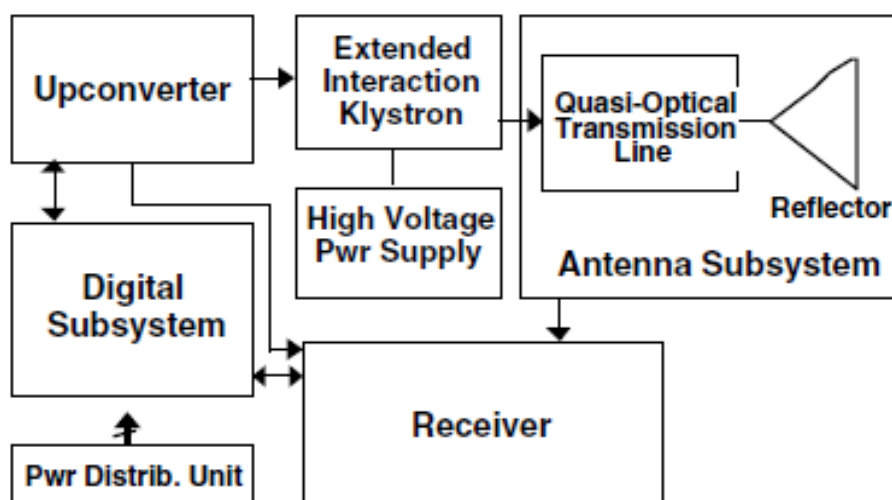 Upconverter
Extended
Interaction
Klystron
Quasi-Optical
Transmission
Line
Reflector
High Voltage
Pwr Supply
Antenna Subsystem
Digital
Subsystem
Receiver
Pwr Distrib. Unit